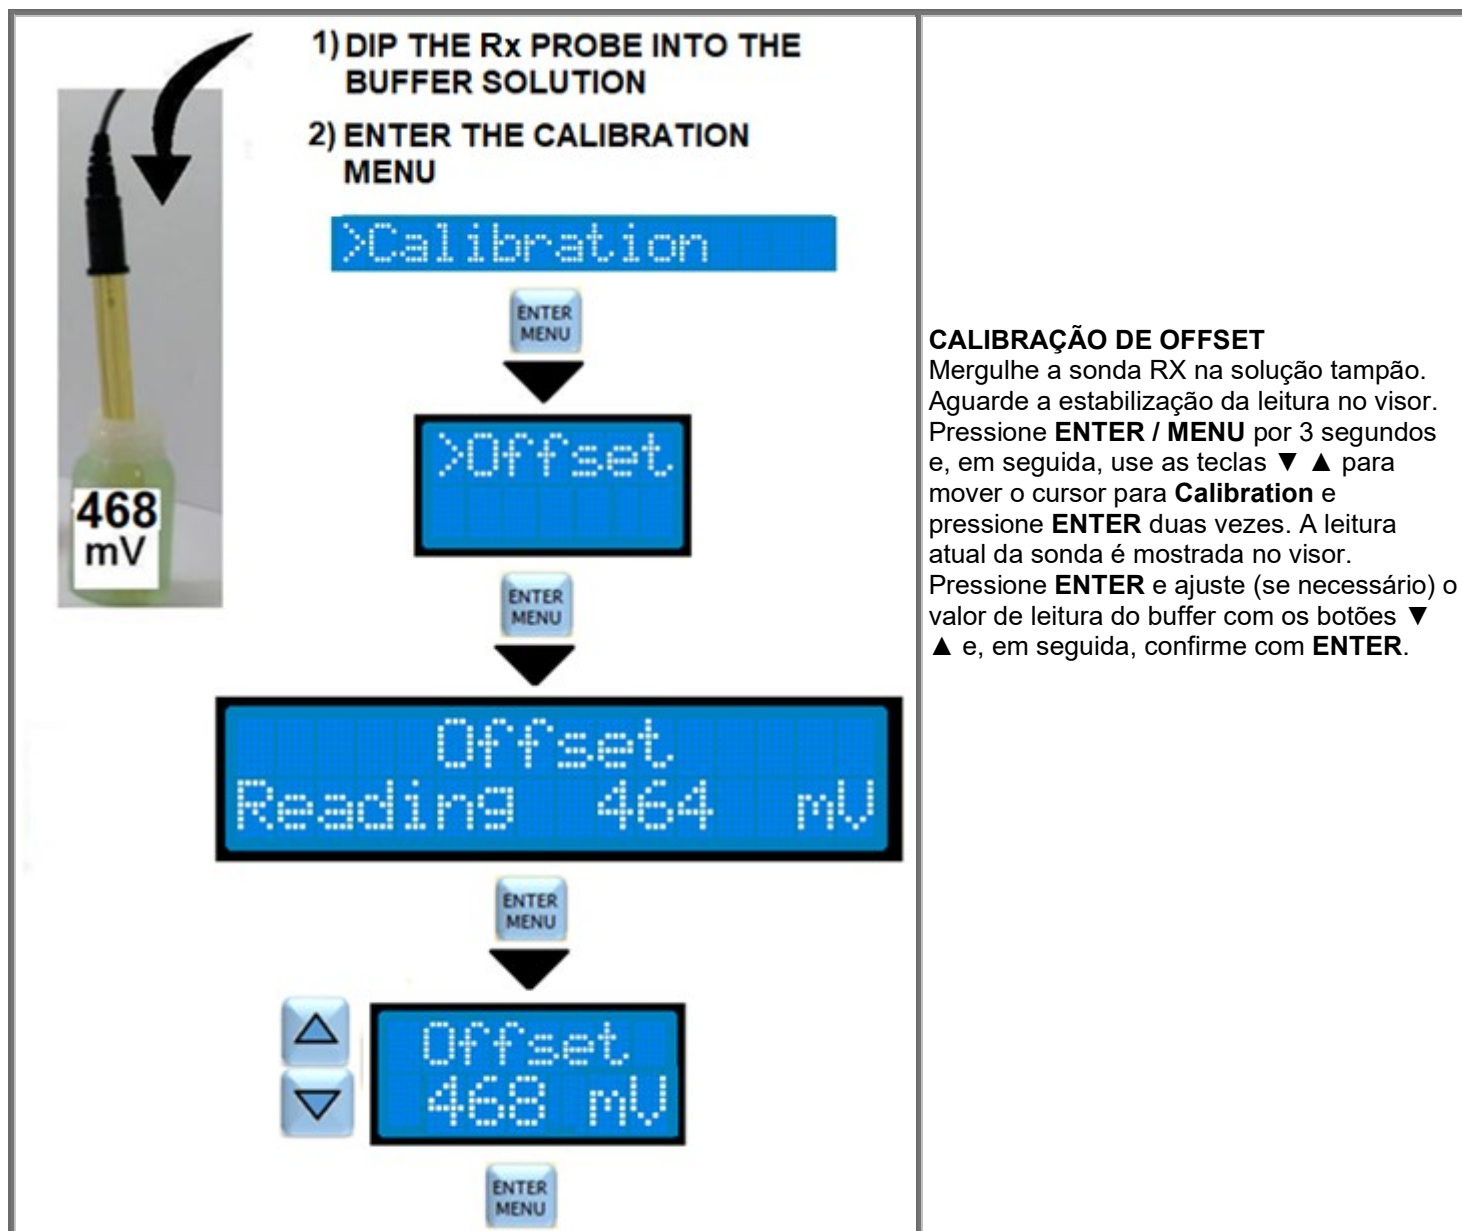 1) DIP THE Rx PROBE INTO THE
BUFFER SOLUTION
2) ENTER THE CALIBRATION
MENU
468
mV
>Calibration
ENTER
MENU
>Offset
ENTER
MENU
Offset
Reading 464 mV
ENTER
MENU
Offset
468 mV
ENTER
MENU
CALIBRAÇÃO DE OFFSET
Mergulhe a sonda RX na solução tampão.
Aguarde a estabilização da leitura no visor.
Pressione ENTER / MENU por 3 segundos
e, em seguida, use as teclas ▼ ▲ para
mover o cursor para Calibration e
pressione ENTER duas vezes. A leitura
atual da sonda é mostrada no visor.
Pressione ENTER e ajuste (se necessário) o
valor de leitura do buffer com os botões ▼
▲ e, em seguida, confirme com ENTER.